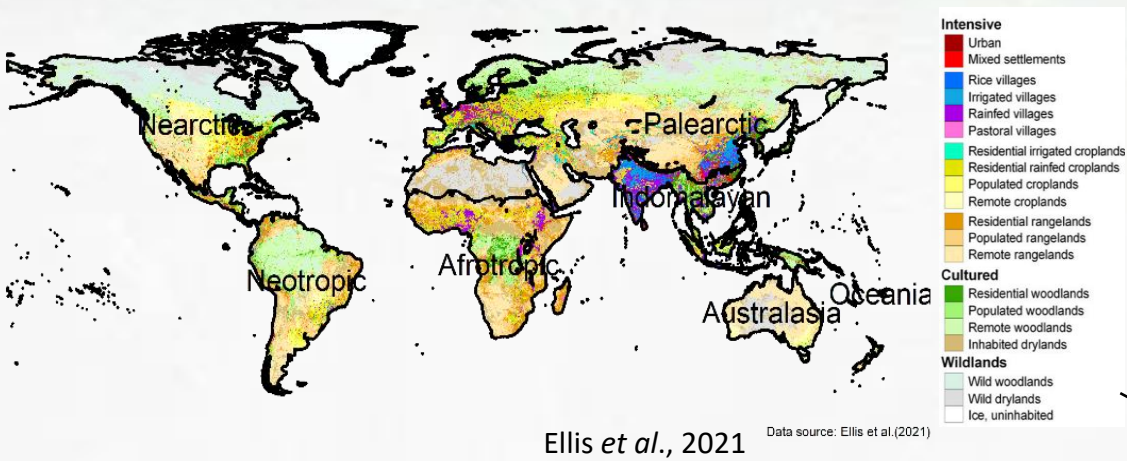 Nearctic
Palearctic
Indomalayan
Afrotropic
Neotropic
Oceania
Australasia
Intensive
Urban
Mixed settlements
Rice villages
Irrigated villages
Rainfed villages
Pastoral villages
Residential irrigated croplands
Residential rainfed croplands
Populated croplands
Remote croplands
Residential rangelands
Populated rangelands
Remote rangelands
Cultured
Residential woodlands
Populated woodlands
Remote woodlands
Inhabited drylands
Wildlands
Wild woodlands
Wild drylands
Ice, uninhabited
Ellis et al., 2021
Data source: Ellis et al.(2021)